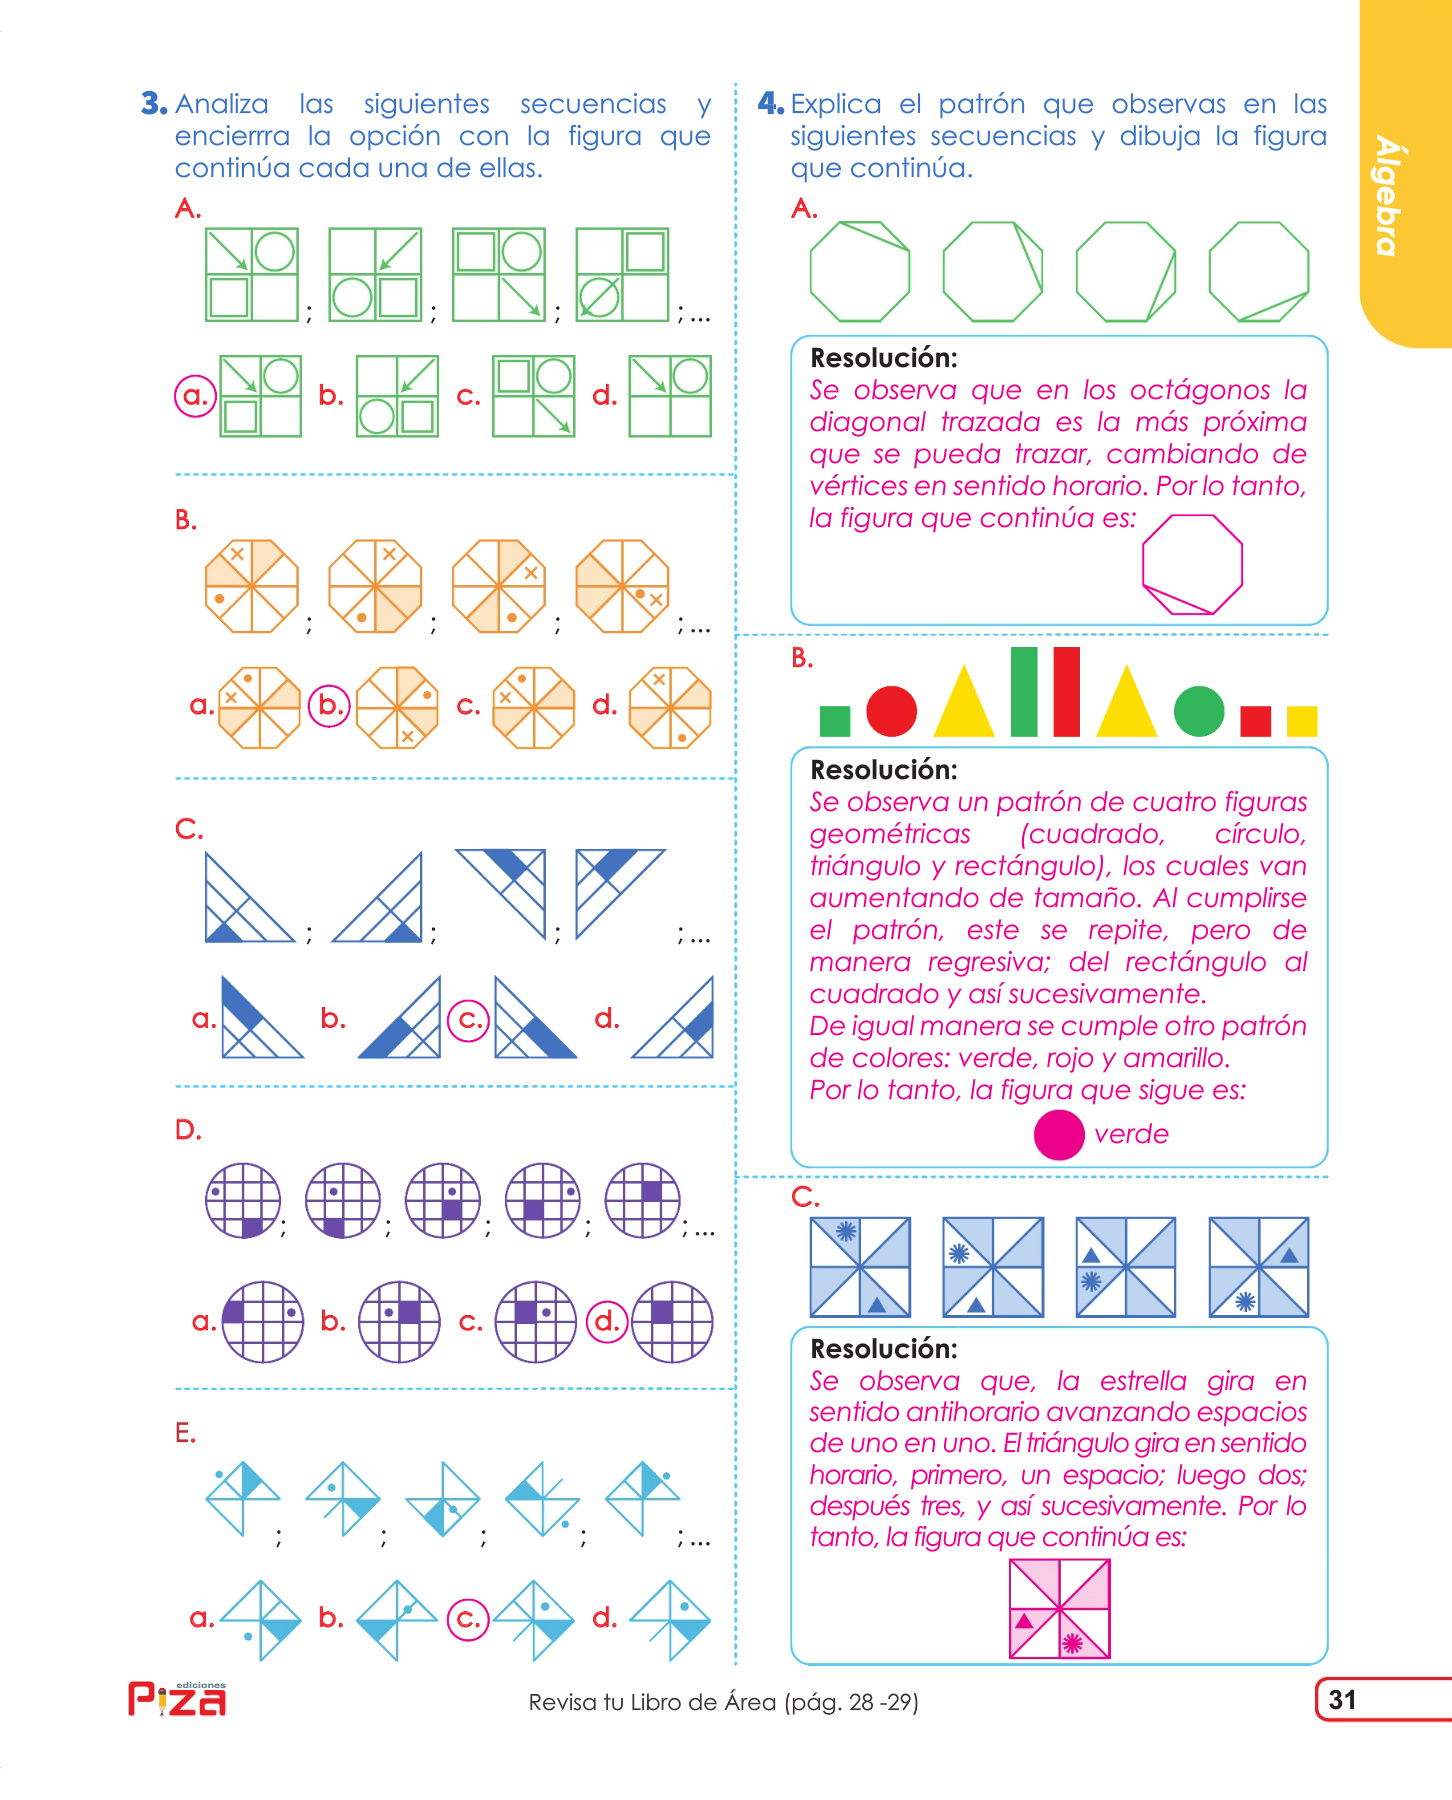 3. Analiza las siguientes secuencias y
encierrra la opción con la figura que
continúa cada una de ellas.
A.
; ; ; ; ...
a. b. c. d.
B.
; ; ; ; ...
a. b. c. d.
C.
; ; ; ; ...
a. b. c. d.
D.
; ; ; ; ; ...
a. b. c. d.
E.
; ; ; ; ; ...
a. b. c. d.
4. Explica el patrón que observas en las
siguientes secuencias y dibuja la figura
que continúa.
A.
Resolución:
Se observa que en los octágonos la
diagonal trazada es la más próxima
que se pueda trazar, cambiando de
vértices en sentido horario. Por lo tanto,
la figura que continúa es:
B.
Resolución:
Se observa un patrón de cuatro figuras
geométricas (cuadrado, círculo,
triángulo y rectángulo), los cuales van
aumentando de tamaño. Al cumplirse
el patrón, este se repite, pero de
manera regresiva; del rectángulo al
cuadrado y así sucesivamente.
De igual manera se cumple otro patrón
de colores: verde, rojo y amarillo.
Por lo tanto, la figura que sigue es:
verde
C.
Resolución:
Se observa que, la estrella gira en
sentido antihorario avanzando espacios
de uno en uno. El triángulo gira en sentido
horario, primero, un espacio; luego dos;
después tres, y así sucesivamente. Por lo
tanto, la figura que continúa es:
Álgebra
ediciones
Piza
Revisa tu Libro de Área (pág. 28 -29)
31